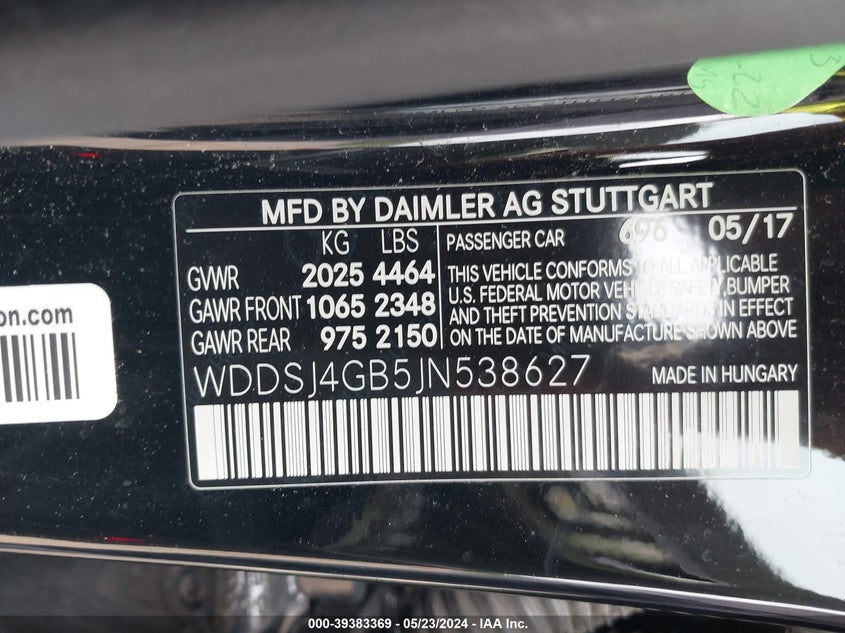 3
-22
15
MFD BY DAIMLER AG STUTTGART
KG LBS
PASSENGER CAR 696 05/17
GVWR 2025 4464
GAWR FRONT 1065 2348
GAWR REAR 975 2150
THIS VEHICLE CONFORMS TO ALL APPLICABLE
U.S. FEDERAL MOTOR VEHICLE SAFETY, BUMPER
AND THEFT PREVENTION STANDARDS IN EFFECT
ON THE DATE OF MANUFACTURE SHOWN ABOVE
WDDSJ4GB5JN538627 MADE IN HUNGARY
on.com
000-39383369 - 05/23/2024 - IAA Inc.